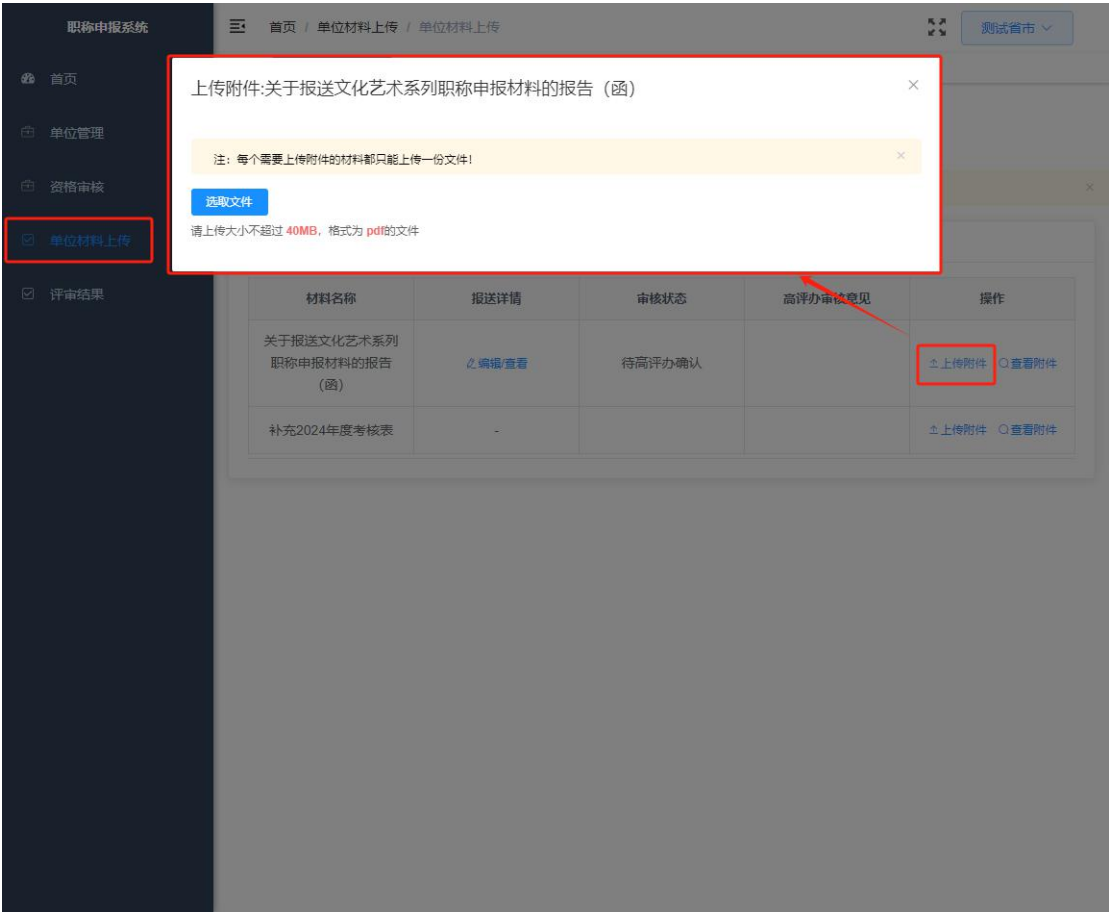 职称申报系统
首页 / 单位材料上传 / 单位材料上传
测试省市
首页
单位管理
资格审核
单位材料上传
评审结果
上传附件:关于报送文化艺术系列职称申报材料的报告（函）
注：每个需要上传附件的材料都只能上传一份文件!
选取文件
请上传大小不超过 40MB，格式为 pdf的文件
材料名称 报送详情 审核状态 高评办审核意见 操作
关于报送文化艺术系列
职称申报材料的报告
（函）
编辑/查看 待高评办确认 上传附件 查看附件
补充2024年度考核表 - 上传附件 查看附件